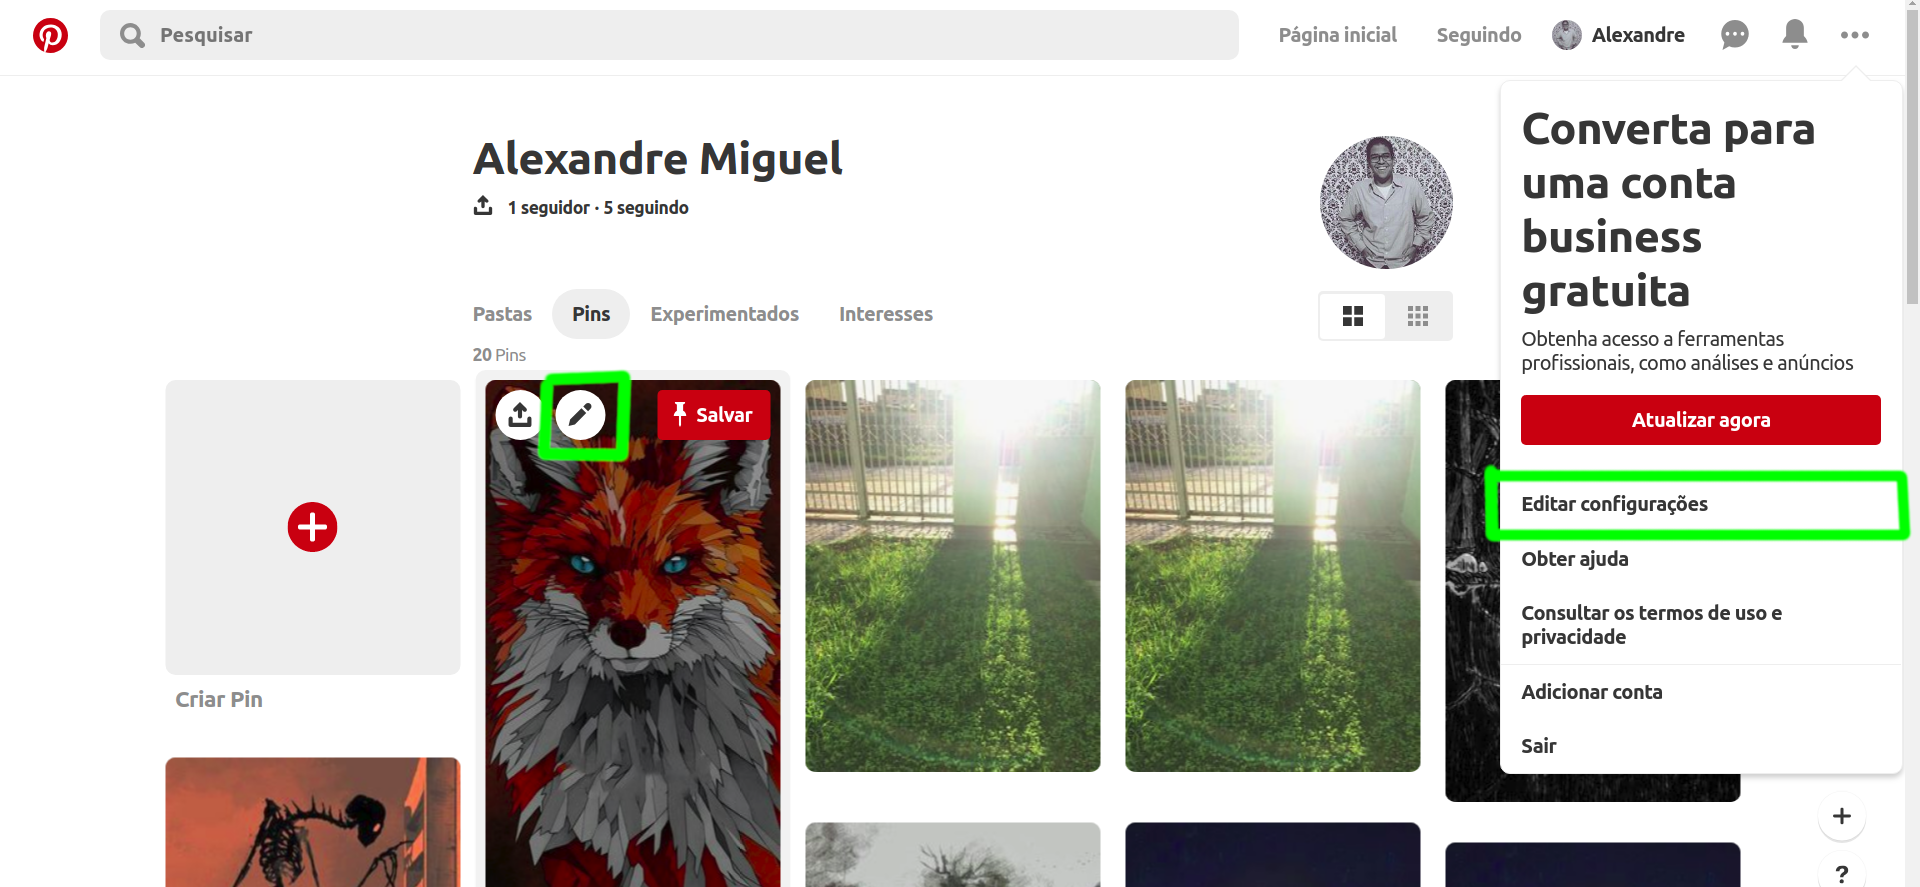 Pesquisar
Página inicial
Seguindo
Alexandre
Alexandre Miguel
1 seguidor · 5 seguindo
Pastas
Pins
Experimentados
Interesses
20 Pins
Salvar
Criar Pin
Converta para
uma conta
business
gratuita
Obtenha acesso a ferramentas
profissionais, como análises e anúncios
Atualizar agora
Editar configurações
Obter ajuda
Consultar os termos de uso e
privacidade
Adicionar conta
Sair
?